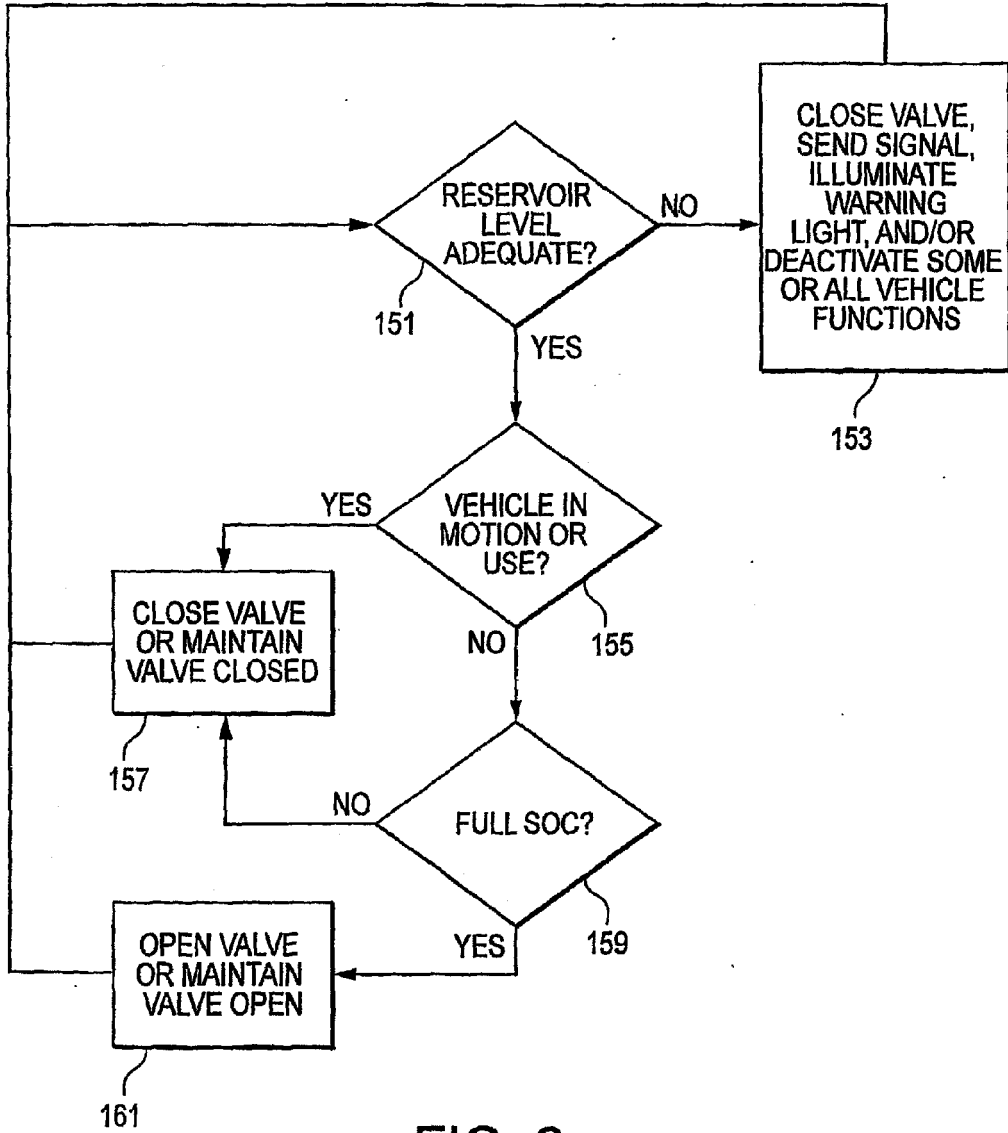 CLOSE VALVE,
SEND SIGNAL,
ILLUMINATE
WARNING
LIGHT, AND/OR
DEACTIVATE SOME
OR ALL VEHICLE
FUNCTIONS
153
RESERVOIR
LEVEL
ADEQUATE?
NO
151
YES
VEHICLE IN
MOTION OR
USE?
YES
155
NO
CLOSE VALVE
OR MAINTAIN
VALVE CLOSED
157
FULL SOC?
NO
159
YES
OPEN VALVE
OR MAINTAIN
VALVE OPEN
161